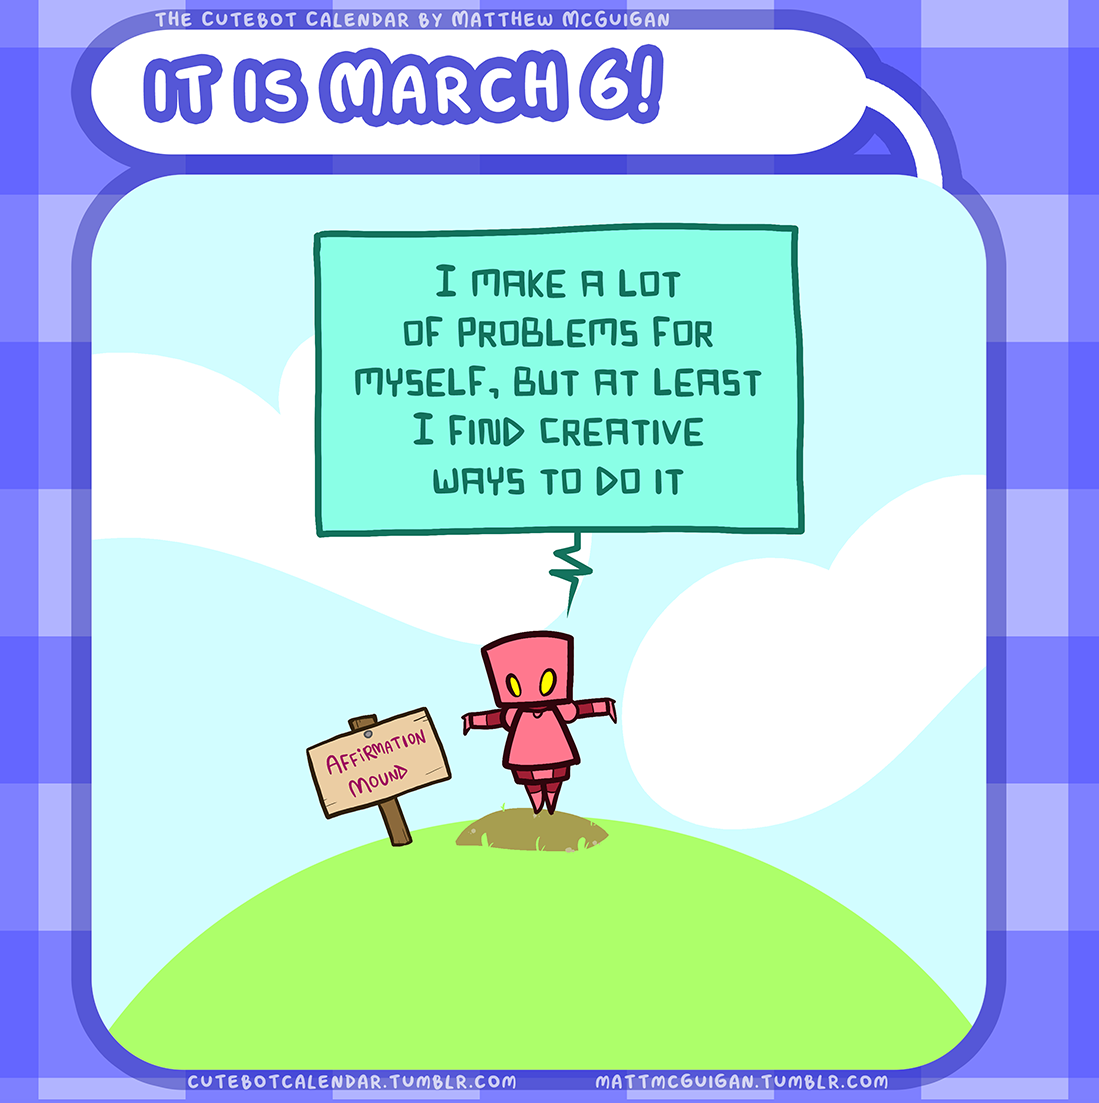 THE CUTEBOT CALENDAR BY MATTHEW MCGUIGAN
IT IS MARCH 6!
I MAKE A LOT
OF PROBLEMS FOR
MYSELF, BUT AT LEAST
I FIND CREATIVE
WAYS TO DO IT
AFFIRMATION
MOUND
CUTEBOTCALENDAR.TUMBLR.COM
MATTMCGUIGAN.TUMBLR.COM